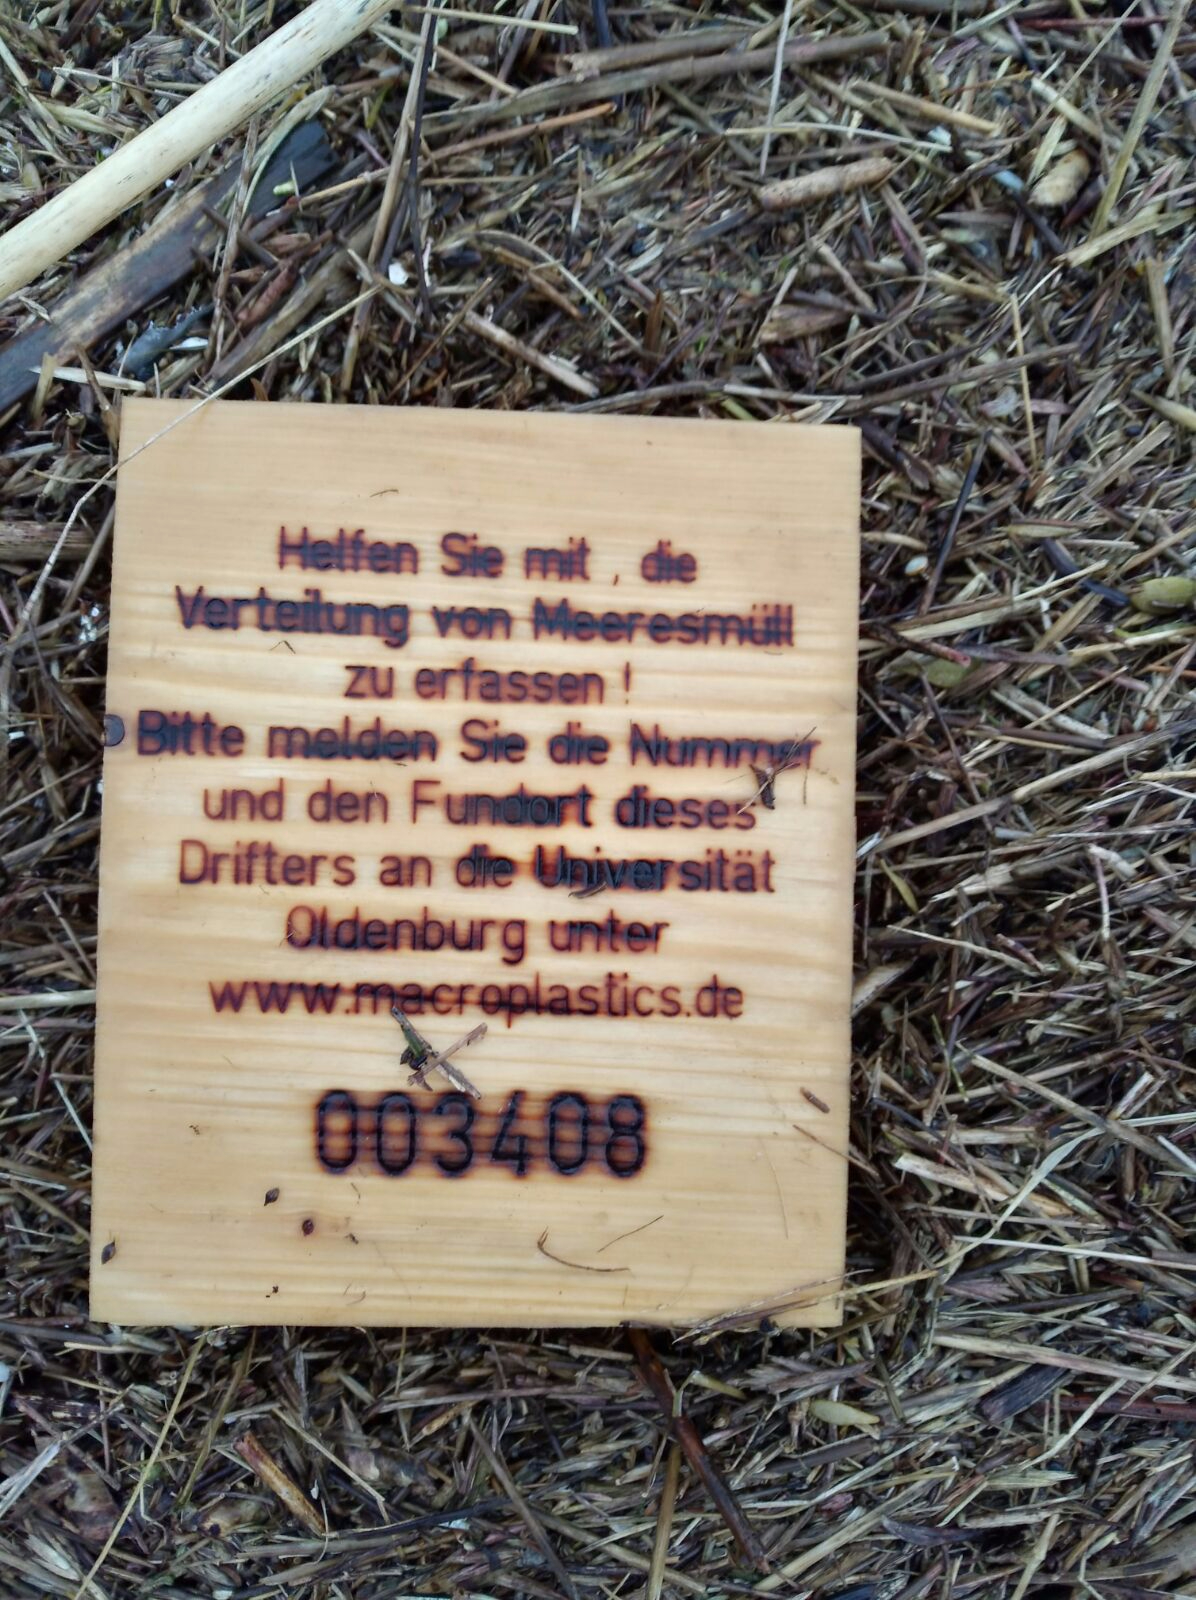 Helfen Sie mit , die
Verteilung von Meeresmüll
zu erfassen !
Bitte melden Sie die Nummer
und den Fundort dieses
Drifters an die Universität
Oldenburg unter
www.macroplastics.de
003408